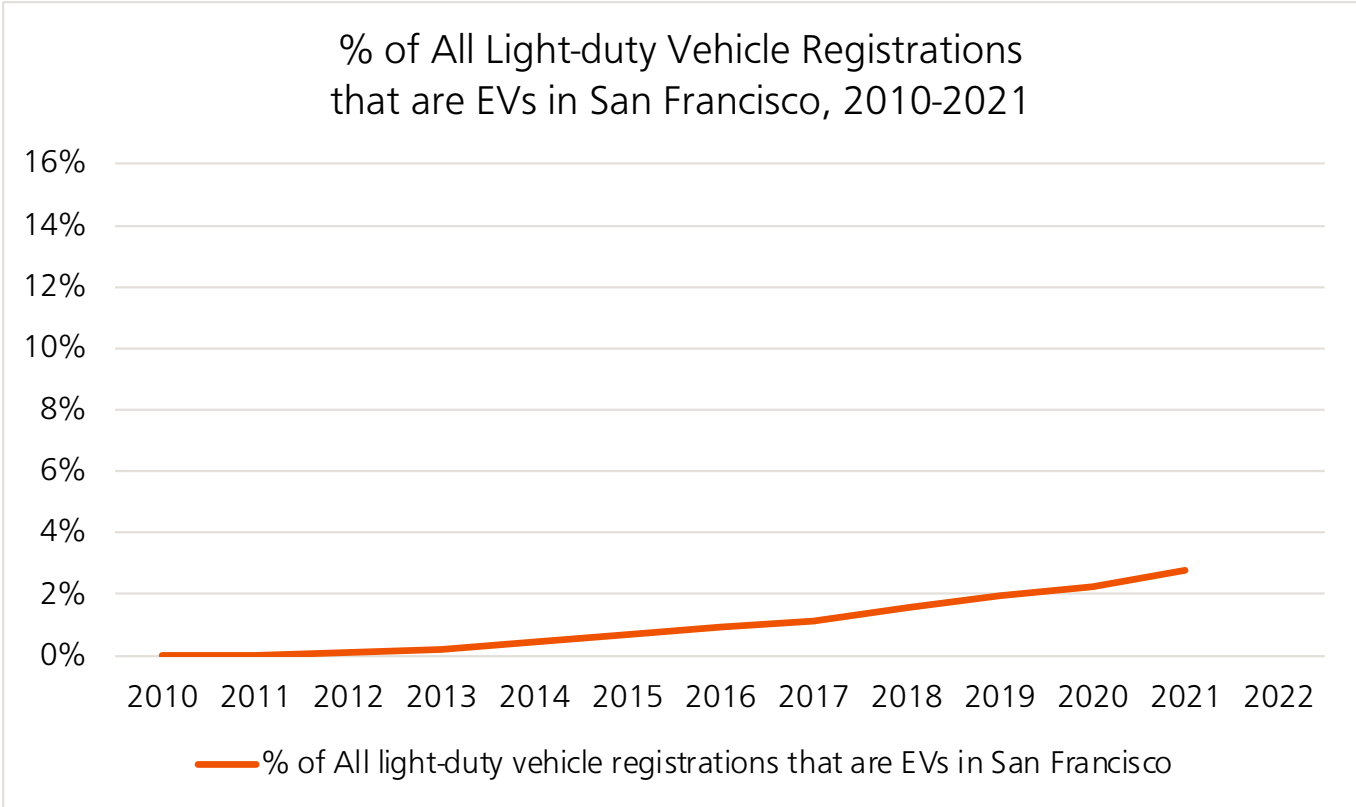 % of All Light-duty Vehicle Registrations
that are EVs in San Francisco, 2010-2021
16%
14%
12%
10%
8%
6%
4%
2%
0%
2010 2011 2012 2013 2014 2015 2016 2017 2018 2019 2020 2021 2022
% of All light-duty vehicle registrations that are EVs in San Francisco